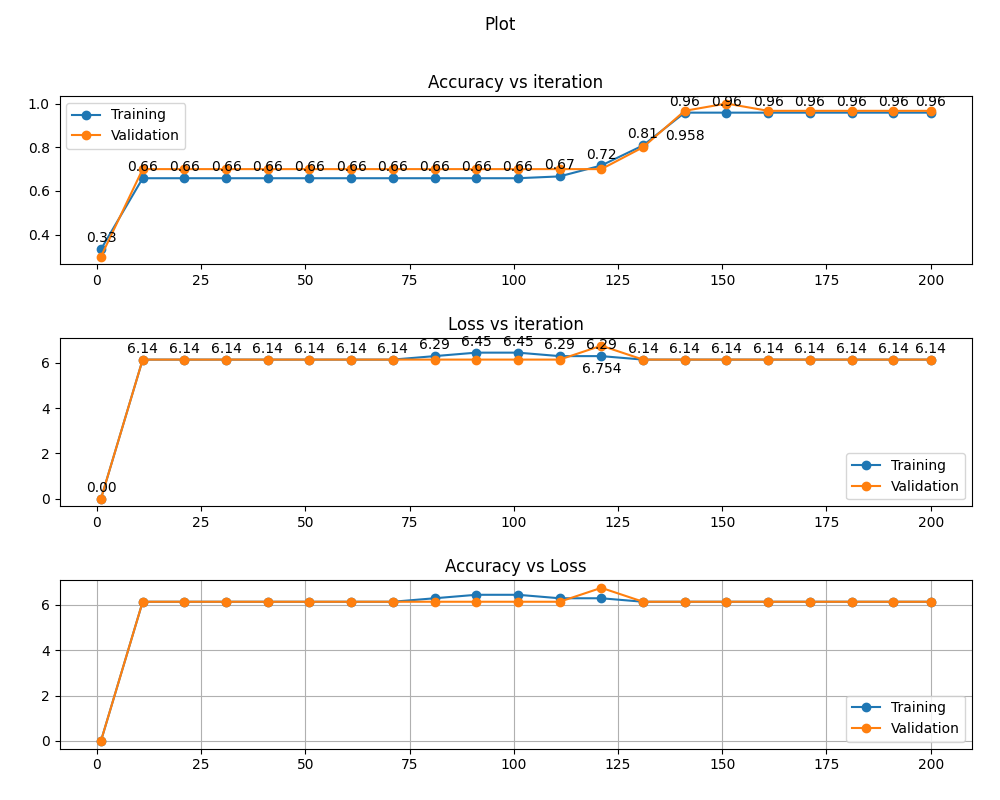 Plot
Accuracy vs iteration
1.0
0.8
0.6
0.4
Training
Validation
0.33 0.66 0.66 0.66 0.66 0.66 0.66 0.66 0.66 0.66 0.66 0.67 0.72 0.81 0.96 0.96 0.96 0.96 0.96 0.96 0.96
0.958
0 25 50 75 100 125 150 175 200
Loss vis iteration
6
4
2
0
0.00 6.14 6.14 6.14 6.14 6.14 6.14 6.14 6.29 6.45 6.45 6.29 6.29 6.14 6.14 6.14 6.14 6.14 6.14 6.14 6.14
6.754
Training
Validation
0 25 50 75 100 125 150 175 200
Accuracy vs Loss
6
4
2
0
Training
Validation
0 25 50 75 100 125 150 175 200